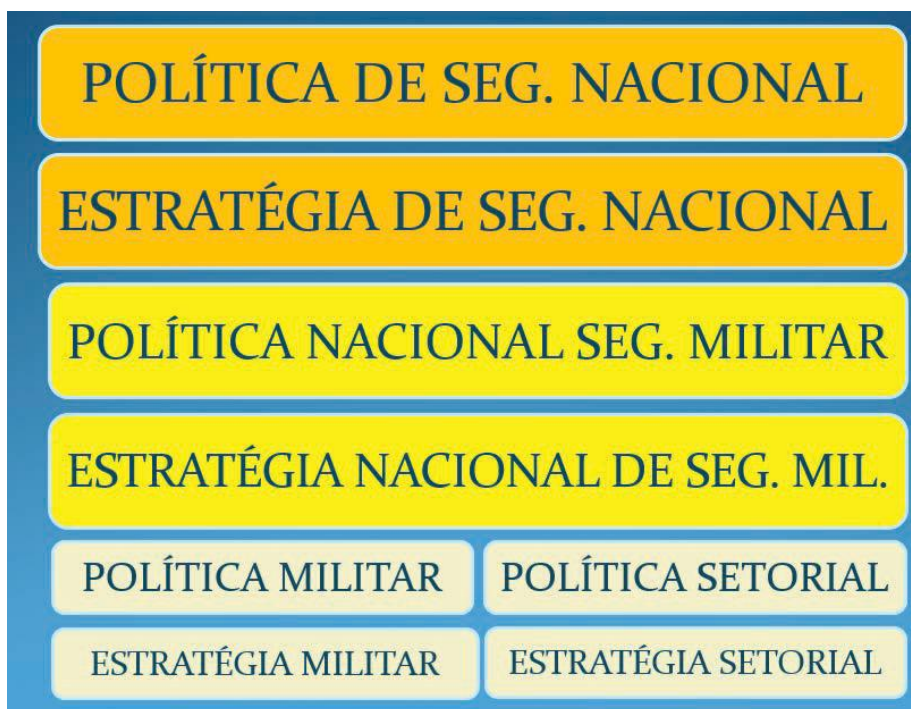 POLÍTICA DE SEG. NACIONAL
ESTRATÉGIA DE SEG. NACIONAL
POLÍTICA NACIONAL SEG. MILITAR
ESTRATÉGIA NACIONAL DE SEG. MIL.
POLÍTICA MILITAR
POLÍTICA SETORIAL
ESTRATÉGIA MILITAR
ESTRATÉGIA SETORIAL